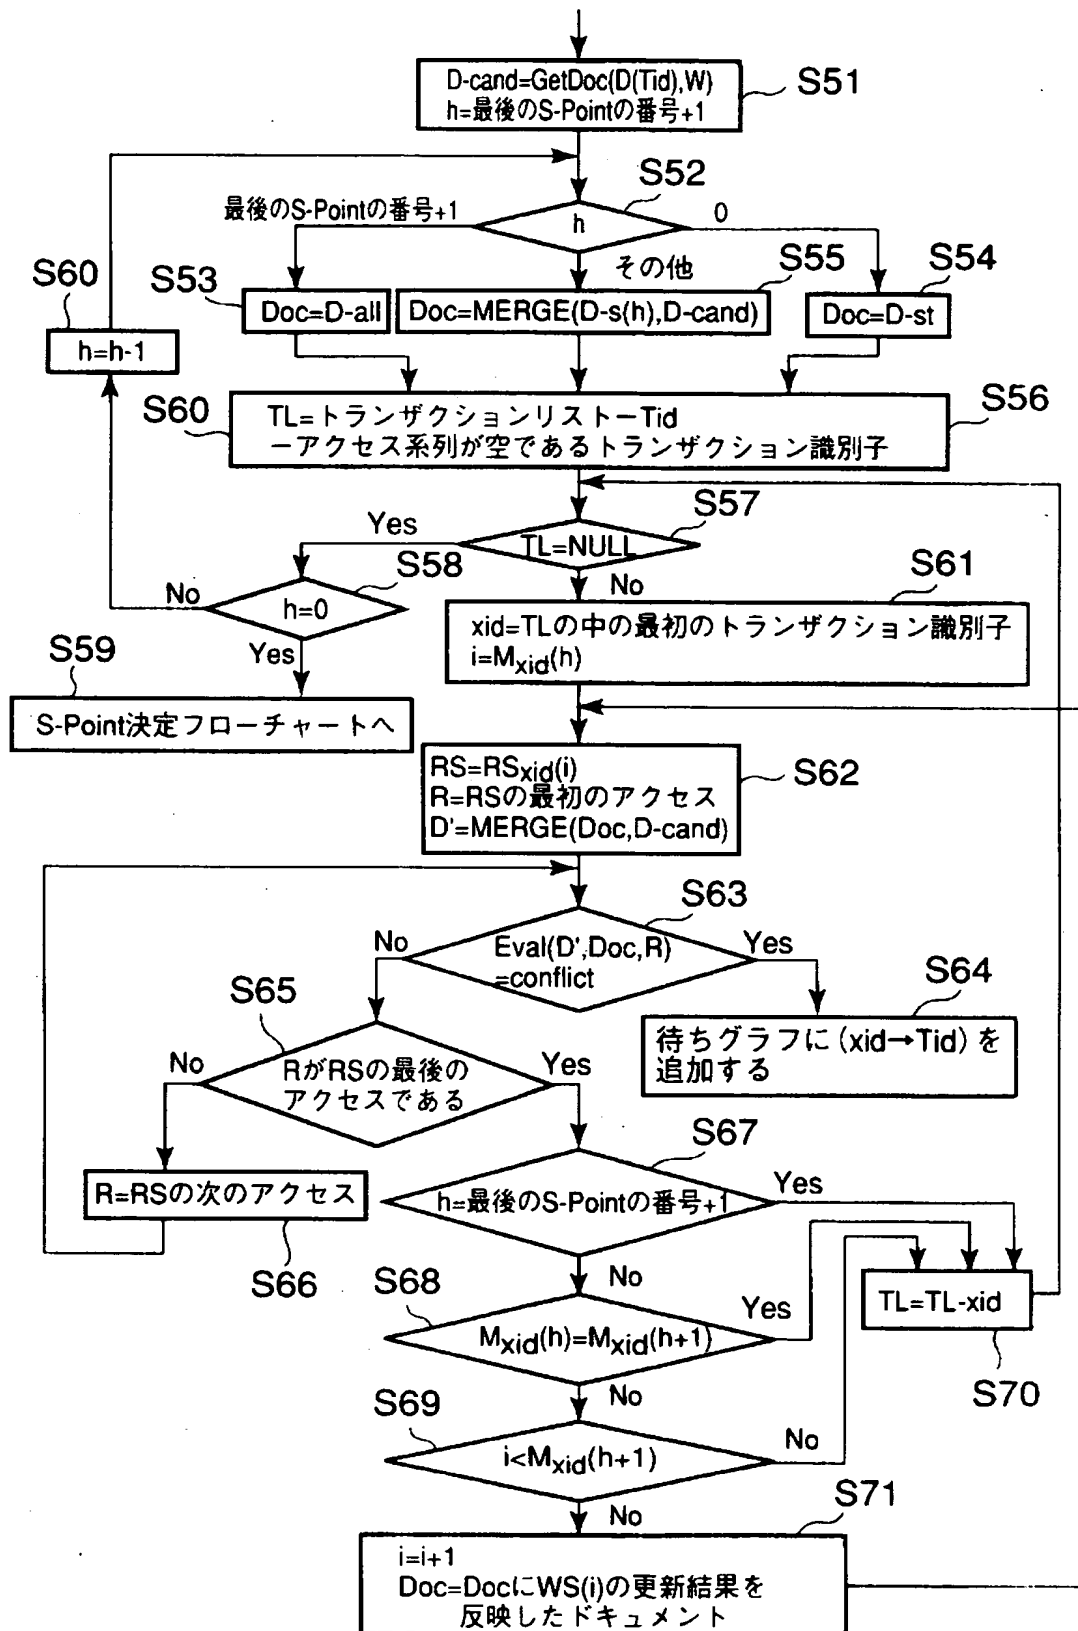 D-cand=GetDoc(D(Tid),W)
h=最後のS-Pointの番号+1
S51
S52
最後のS-Pointの番号+1
h
0
その他
S60
h=h-1
S53
Doc=D-all
S55
Doc=MERGE(D-s(h),D-cand)
S54
Doc=D-st
S60
S56
TL=トランザクションリストーTid
ーアクセス系列が空であるトランザクション識別子
S57
Yes
TL=NULL
No
S58
No
h=0
Yes
S59
S-Point決定フローチャートへ
S61
xid=TLの中の最初のトランザクション識別子
i=Mxid(h)
S62
RS=RSxid(i)
R=RSの最初のアクセス
D'=MERGE(Doc,D-cand)
S63
No
Eval(D',Doc,R)
=conflict
Yes
S64
待ちグラフに(xid→Tid)を
追加する
S65
No
RがRSの最後の
アクセスである
Yes
S66
R=RSの次のアクセス
S67
h=最後のS-Pointの番号+1
Yes
No
S68
Mxid(h)=Mxid(h+1)
Yes
No
S70
TL=TL-xid
S69
i<Mxid(h+1)
No
No
S71
i=i+1
Doc=DocにWS(i)の更新結果を
反映したドキュメント